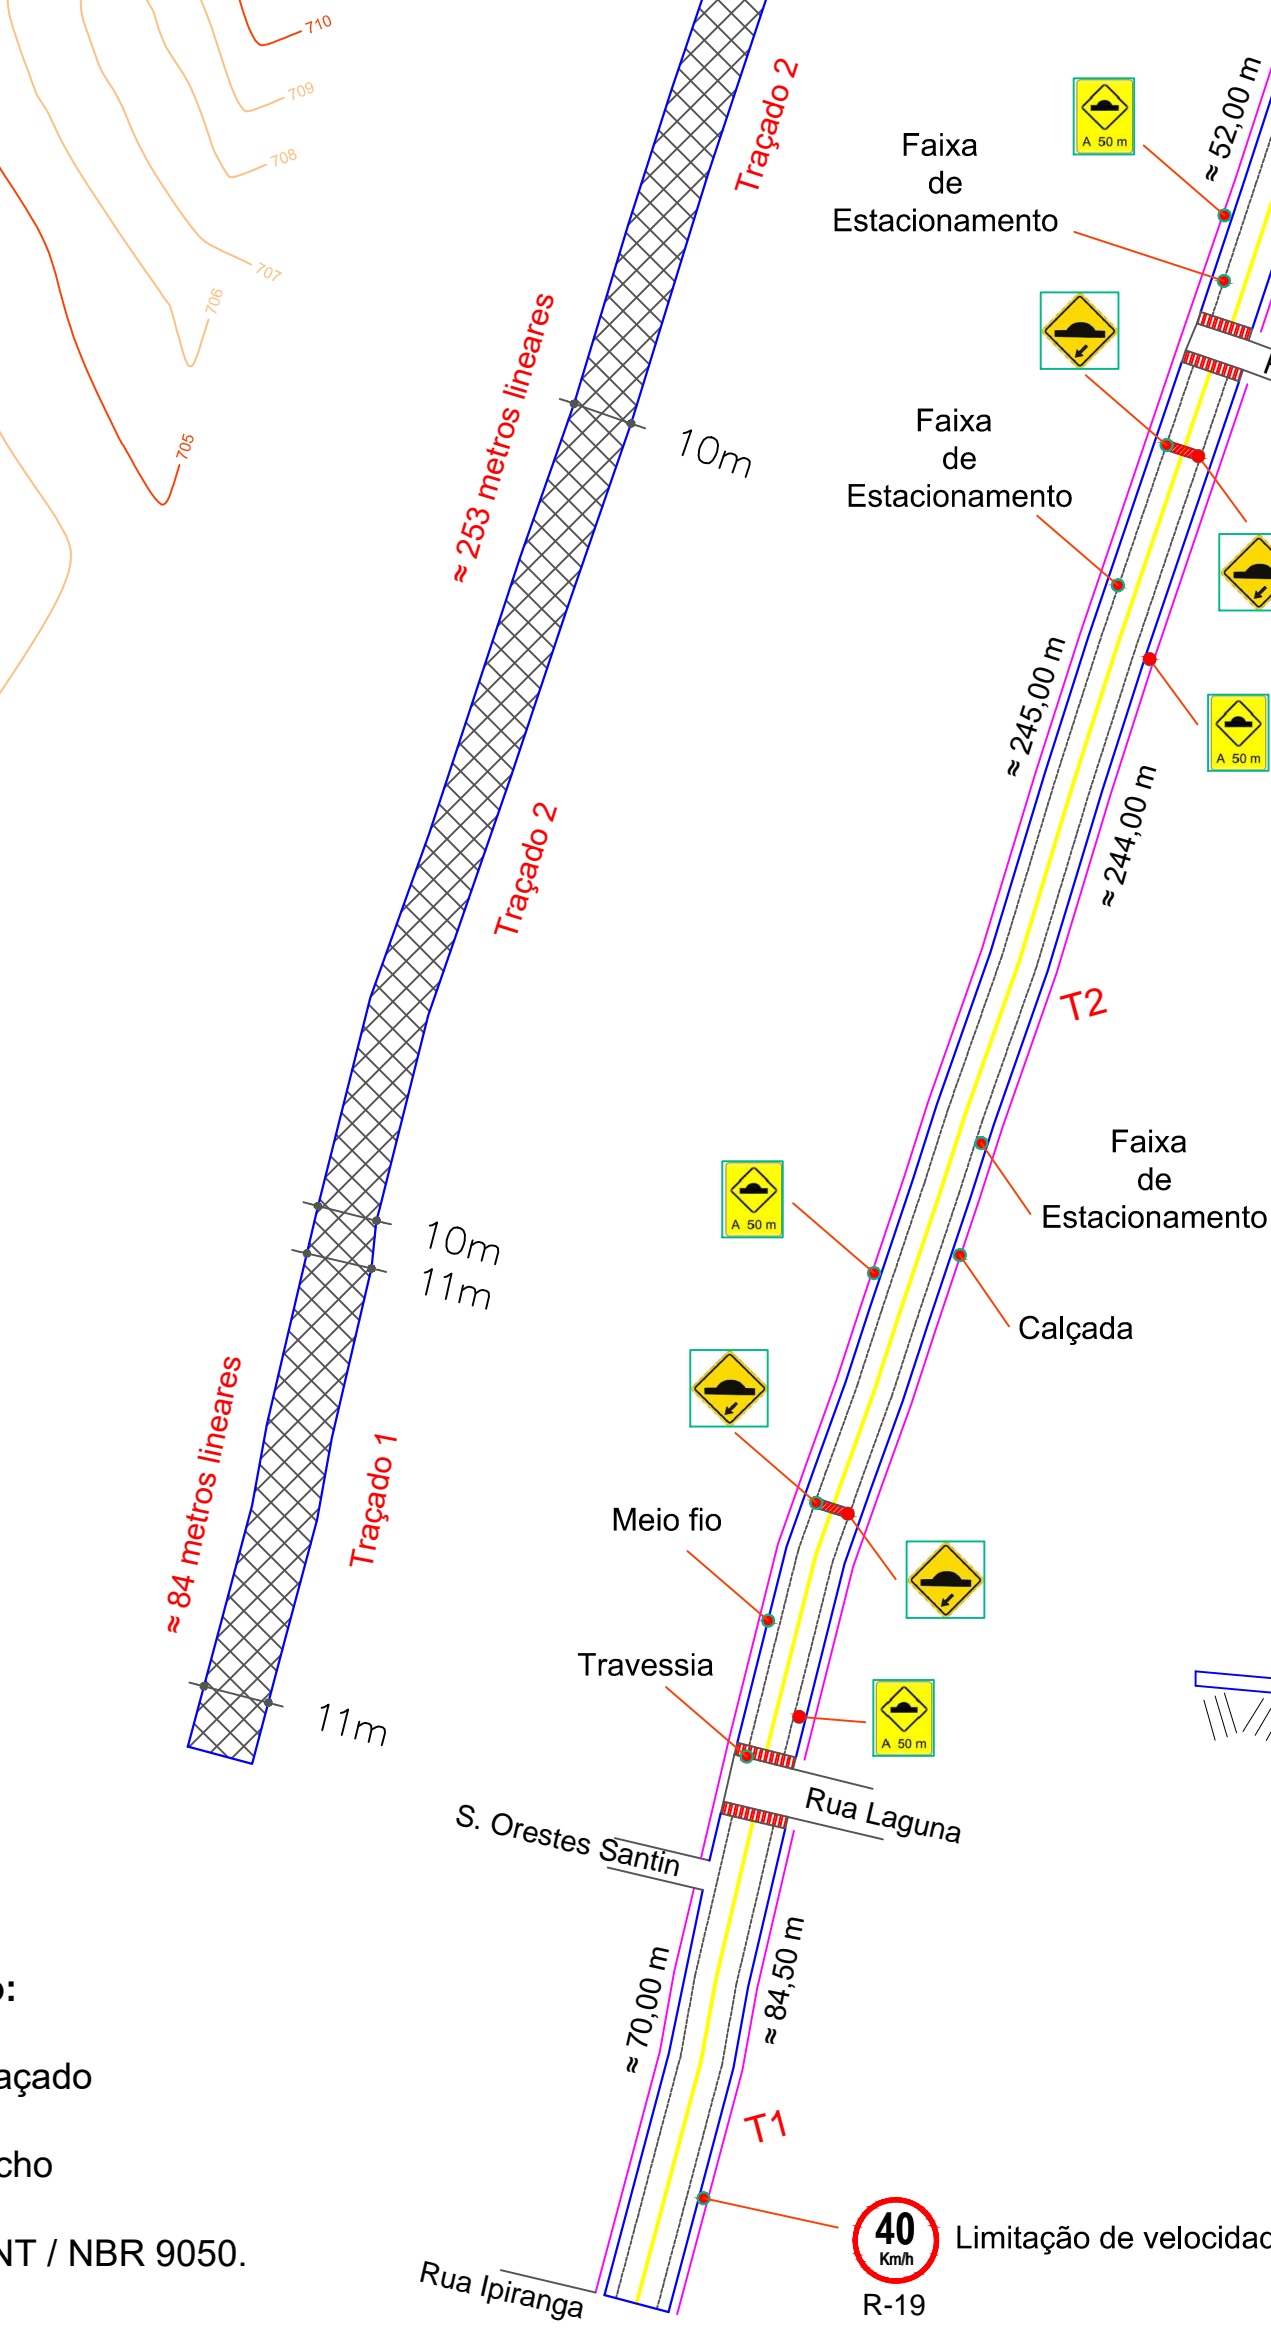 710
709
708
707
706
705
Traçado 2
≈ 253 metros lineares
10m
Traçado 2
10m
11m
≈ 84 metros lineares
Traçado 1
11m
≈ 52,00 m
A 50 m
Faixa
de
Estacionamento
Faixa
de
Estacionamento
A 50 m
≈ 245,00 m
≈ 244,00 m
T2
Faixa
de
Estacionamento
A 50 m
Calçada
Meio fio
Travessia
A 50 m
Rua Laguna
S. Orestes Santin
≈ 70,00 m
≈ 84,50 m
T1
o:
açado
cho
NT / NBR 9050.
40
Km/h
Limitação de velocidad
R-19
Rua Ipiranga